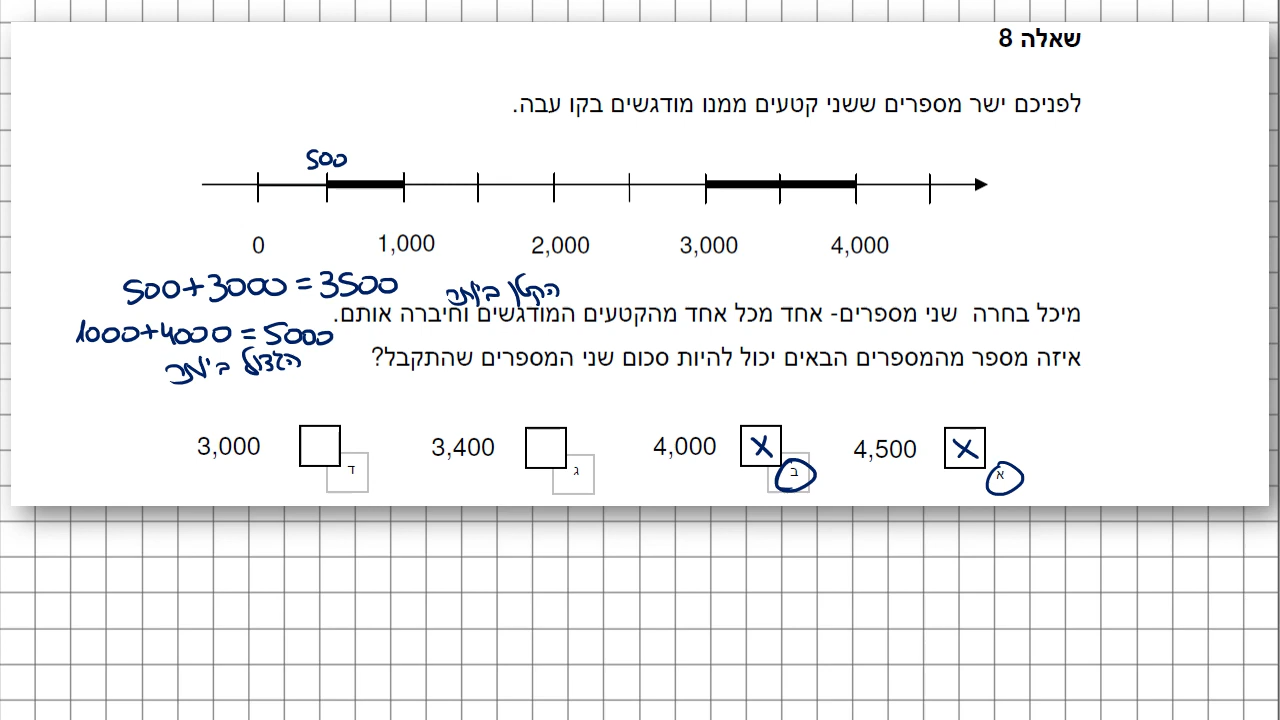 שאלה 8
לפניכם ישר מספרים ששני קטעים ממנו מודגשים בקו עבה.
500
0 1,000 2,000 3,000 4,000
500+3000=3500 הקטן ביותר
מיכל בחרה שני מספרים- אחד מכל אחד מהקטעים המודגשים וחיברה אותם.
1000+4000=5000
איזה מספר מהמספרים הבאים יכול להיות סכום שני המספרים שהתקבל?
הגדול ביותר
א X 4,500 ב X 4,000 ג 3,400 ד 3,000